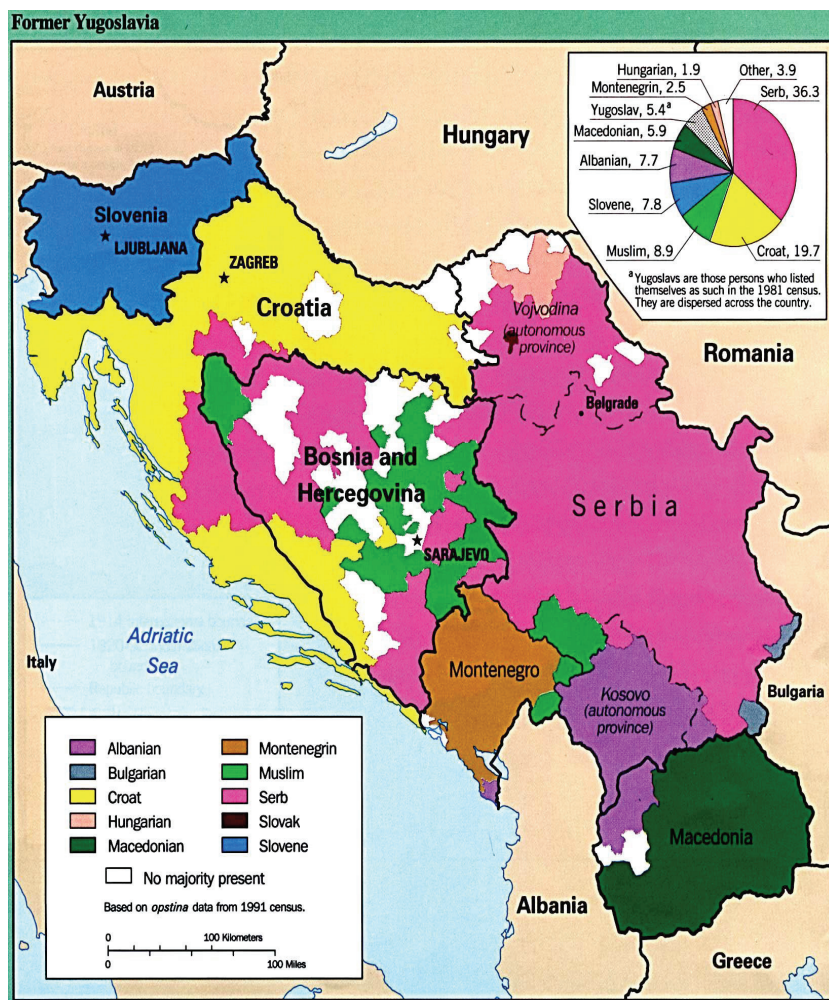 Former Yugoslavia
Austria
Hungary
Slovenia
LJUBLJANA
ZAGREB
Croatia
Hungarian, 1.9
Other, 3.9
Montenegrin, 2.5
Serb, 36.3
Yugoslav, 5.4a
Macedonian, 5.9
Albanian, 7.7
Slovene, 7.8
Muslim, 8.9
Croat, 19.7
a Yugoslavs are those persons who listed
themselves as such in the 1981 census.
They are dispersed across the country.
Vojvodina
(autonomous
province)
Romania
Belgrade
Bosnia and
Hercegovina
Serbia
SARAJEVO
Adriatic
Sea
Italy
Montenegro
Kosovo
(autonomous
province)
Bulgaria
Macedonia
Albania
Greece
Albanian
Bulgarian
Croat
Hungarian
Macedonian
Montenegrin
Muslim
Serb
Slovak
Slovene
No majority present
Based on opstina data from 1991 census.
0 100 Kilometers
0 100 Miles